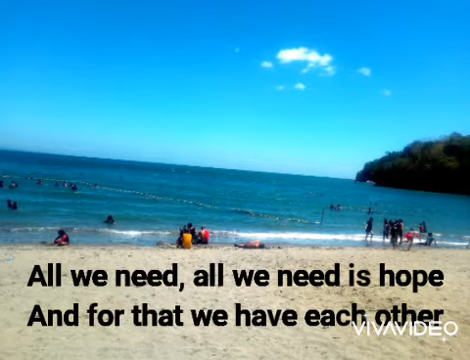 All we need, all we need is hope
And for that we have each other
VIVAVIDEO